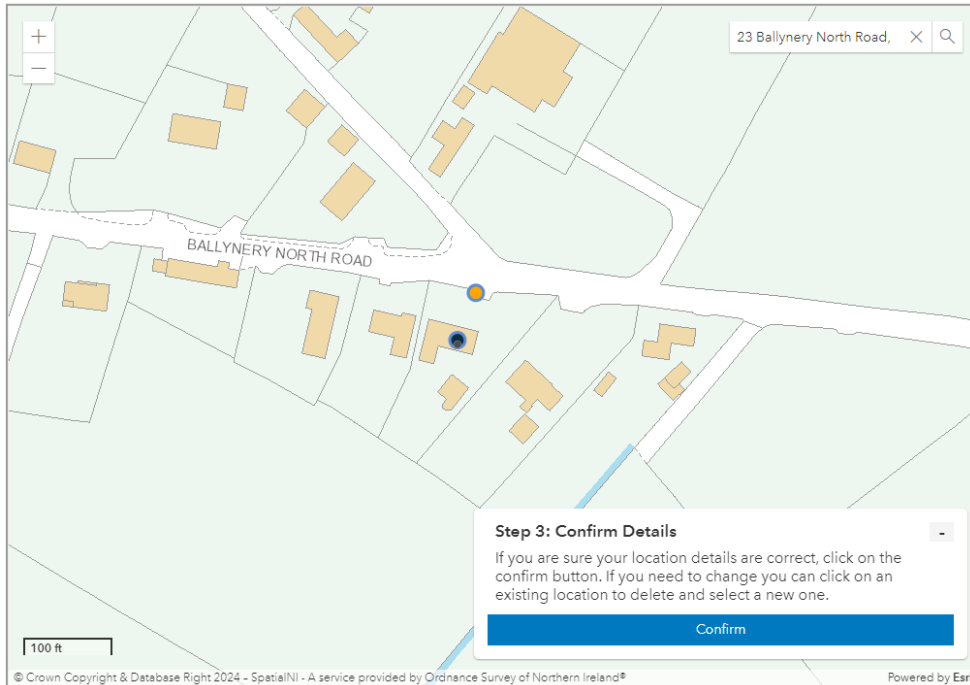 +
23 Ballynery North Road,
−
BALLYNERY NORTH ROAD
Step 3: Confirm Details
-
If you are sure your location details are correct, click on the
confirm button. If you need to change you can click on an
existing location to delete and select a new one.
Confirm
100 ft
© Crown Copyright & Database Right 2024 - SpatialNI - A service provided by Ordnance Survey of Northern Ireland®
Powered by Esri